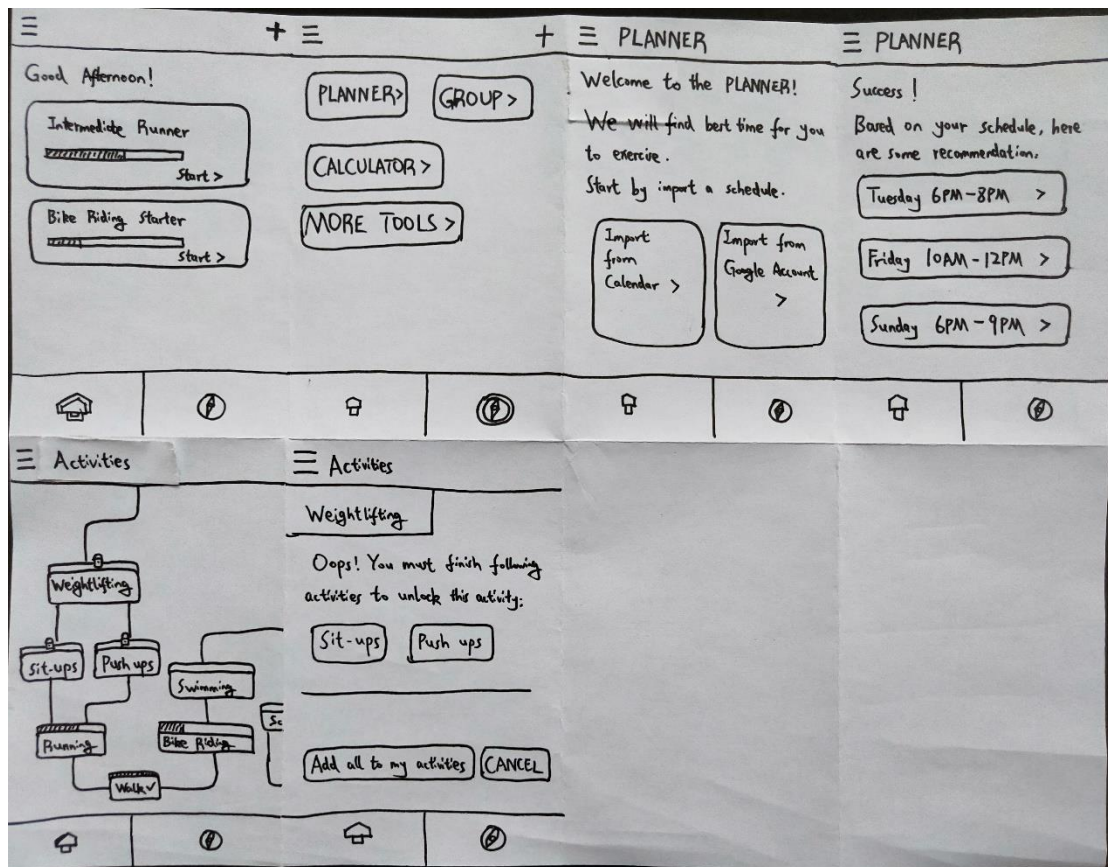 Good Afternoon!
Intermediate Runner
Start >
Bike Riding Starter
Start >
PLANNER>
GROUP >
CALCULATOR >
MORE TOOLS >
PLANNER
Welcome to the PLANNER!
We will find best time for you
to exercise.
Start by import a schedule.
Import
from
Calendar >
Import from
Google Account
>
PLANNER
Success!
Based on your schedule, here
are some recommendation.
Tuesday 6PM-8PM >
Friday 10AM-12PM >
Sunday 6PM-9PM >
Activities
Weightlifting
Sit-ups
Push ups
Swimming
Running
Bike Riding
Sc
Walk✓
Activities
Weightlifting
Oops! You must finish following
activities to unlock this activity:
Sit-ups
Push ups
Add all to my activities
CANCEL